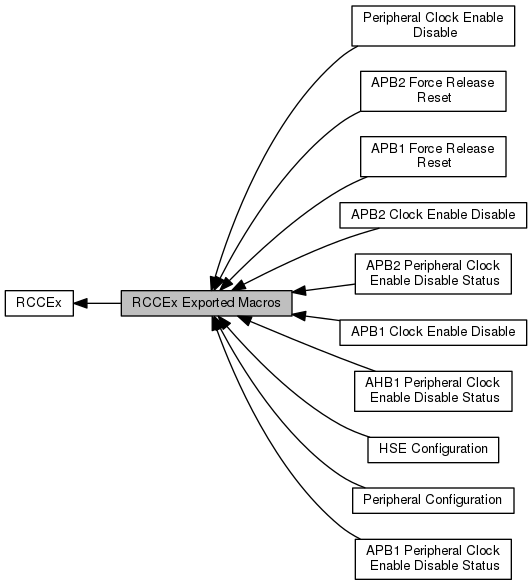 Peripheral Clock Enable
Disable
APB2 Force Release
Reset
APB1 Force Release
Reset
APB2 Clock Enable Disable
APB2 Peripheral Clock
Enable Disable Status
RCCEx
RCCEx Exported Macros
APB1 Clock Enable Disable
AHB1 Peripheral Clock
Enable Disable Status
HSE Configuration
Peripheral Configuration
APB1 Peripheral Clock
Enable Disable Status